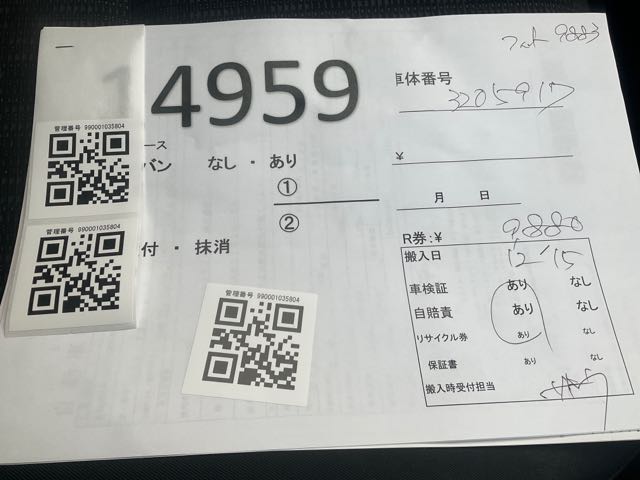 フィット 9883
14959
車体番号
3205917
管理番号 990001035804
ース
バン なし ・ あり
¥
①
月 日
②
管理番号 990001035804
付 ・ 抹消
R券:¥ 9880
搬入日 12/15
車検証 あり なし
自賠責 あり なし
リサイクル券 あり なし
保証書 あり なし
搬入時受付担当
管理番号 990001035804